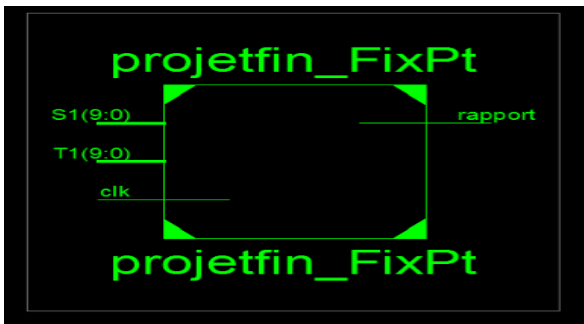 projetfin_FixPt
S1(9:0)
rapport
T1(9:0)
clk
projetfin_FixPt